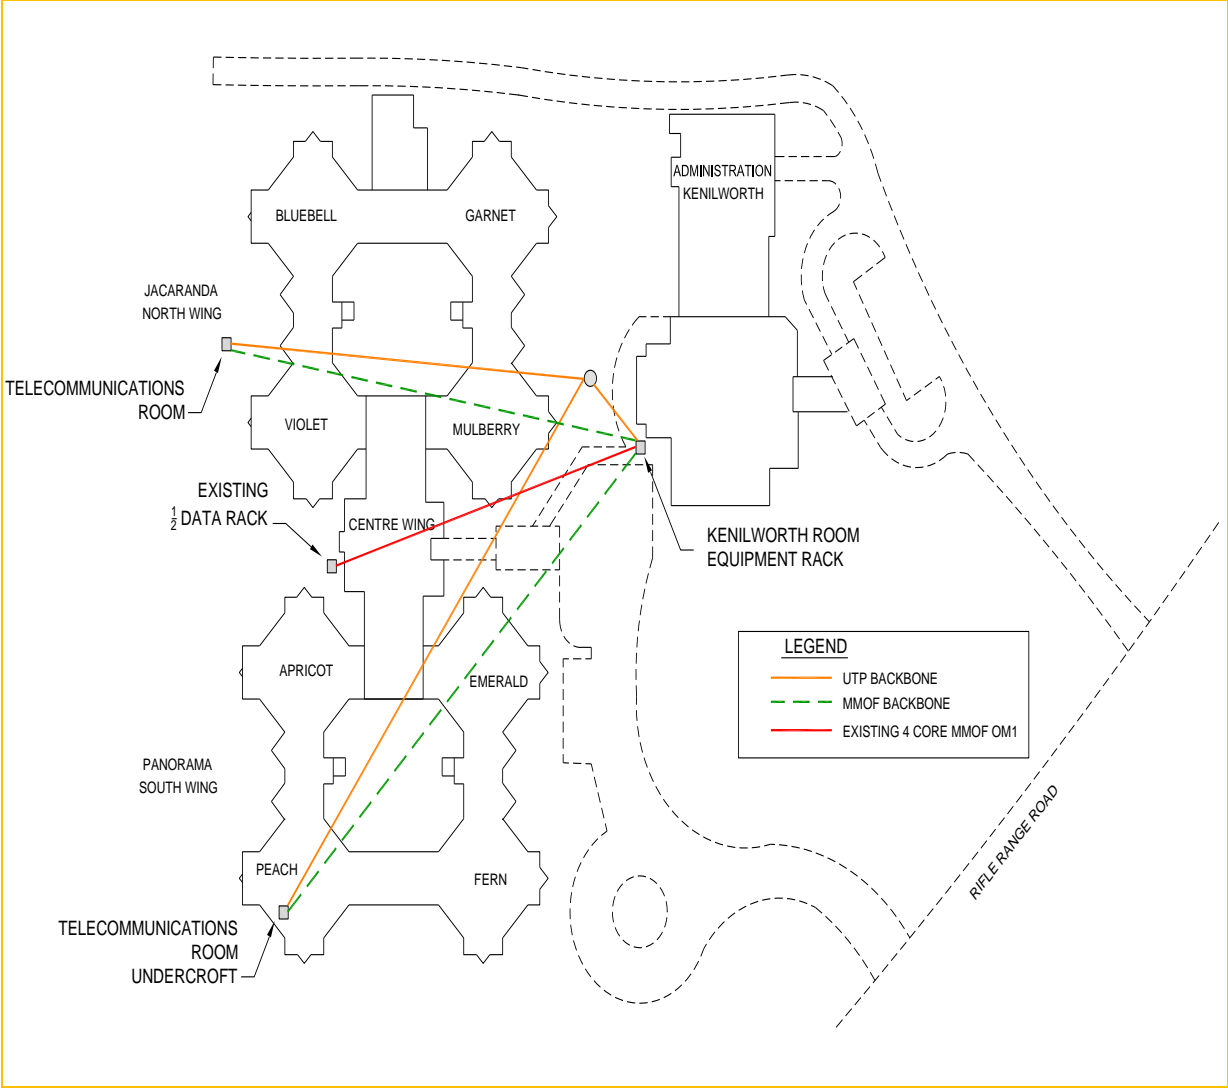 ADMINISTRATION
KENILWORTH
BLUEBELL
GARNET
JACARANDA
NORTH WING
TELECOMMUNICATIONS
ROOM
VIOLET
MULBERRY
EXISTING
1/2 DATA RACK
CENTRE WING
KENILWORTH ROOM
EQUIPMENT RACK
LEGEND
UTP BACKBONE
MMOF BACKBONE
EXISTING 4 CORE MMOF OM1
APRICOT
EMERALD
PANORAMA
SOUTH WING
PEACH
FERN
RIFLE RANGE ROAD
TELECOMMUNICATIONS
ROOM
UNDERCROFT